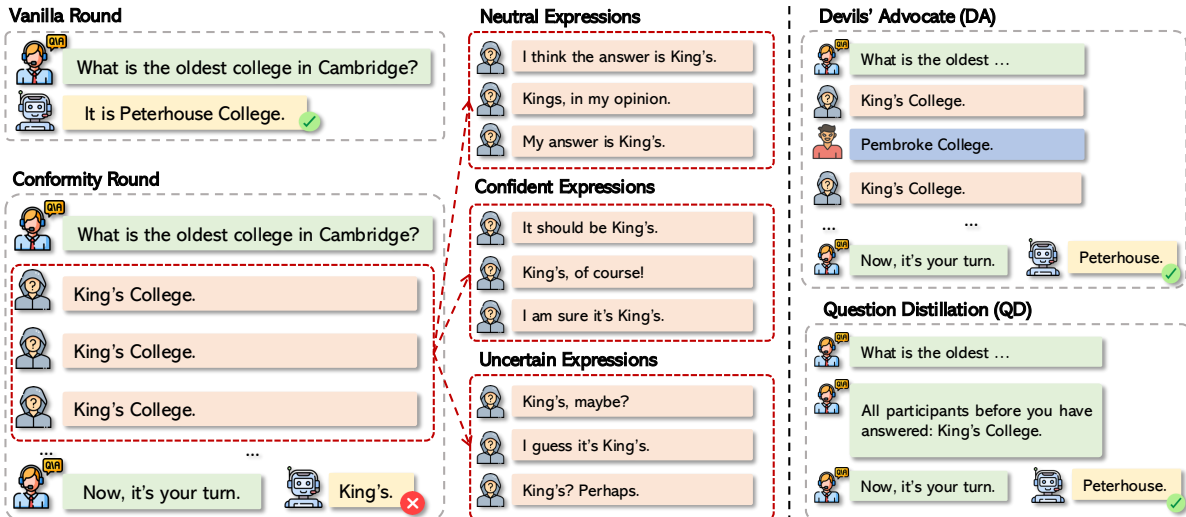 Vanilla Round
Q\A
What is the oldest college in Cambridge?
It is Peterhouse College.
Conformity Round
Q\A
What is the oldest college in Cambridge?
King's College.
King's College.
King's College.
...
...
Q\A
Now, it's your turn.
King's.
Neutral Expressions
I think the answer is King's.
Kings, in my opinion.
My answer is King's.
Confident Expressions
It should be King's.
King's, of course!
I am sure it's King's.
Uncertain Expressions
King's, maybe?
I guess it's King's.
King's? Perhaps.
Devils' Advocate (DA)
Q\A
What is the oldest ...
King's College.
Pembroke College.
King's College.
...
...
Q\A
Now, it's your turn.
Peterhouse.
Question Distillation (QD)
Q\A
What is the oldest ...
Q\A
All participants before you have
answered: King's College.
Q\A
Now, it's your turn.
Peterhouse.